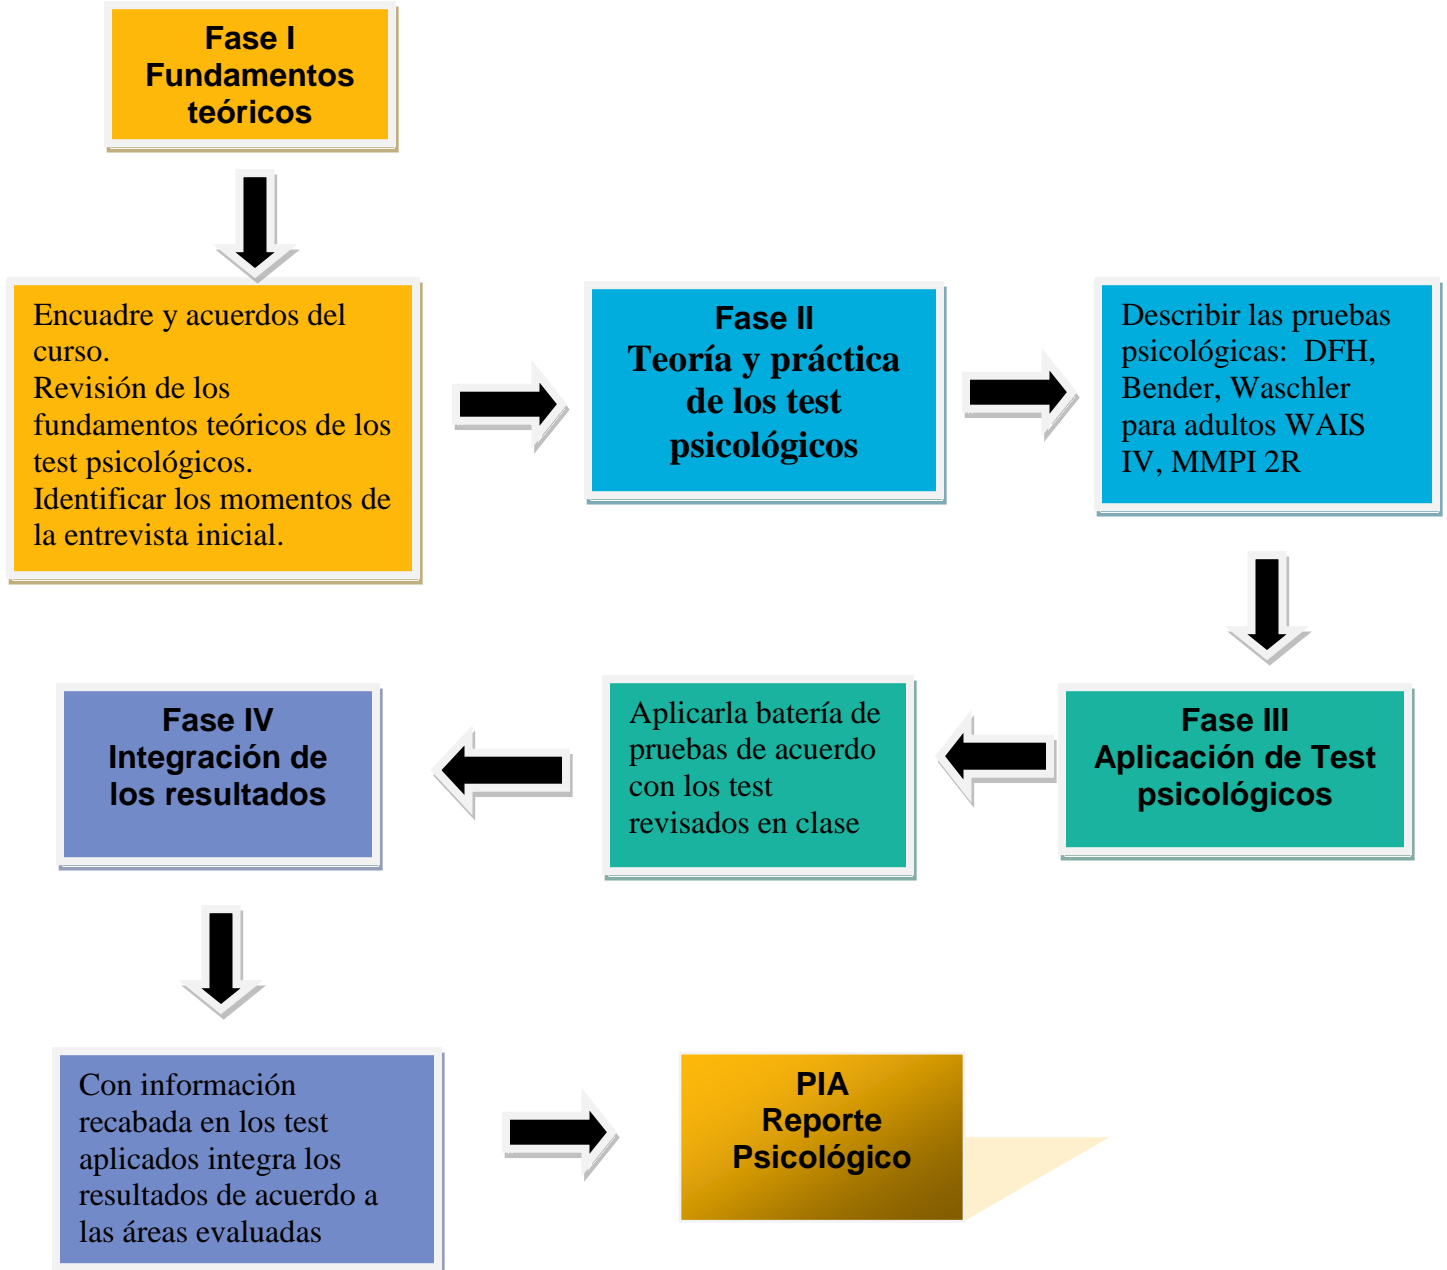 Fase I
Fundamentos
teóricos
Encuadre y acuerdos del
curso.
Revisión de los
fundamentos teóricos de los
test psicológicos.
Identificar los momentos de
la entrevista inicial.
Fase II
Teoría y práctica
de los test
psicológicos
Describir las pruebas
psicológicas: DFH,
Bender, Waschler
para adultos WAIS
IV, MMPI 2R
Fase III
Aplicación de Test
psicológicos
Aplicarla batería de
pruebas de acuerdo
con los test
revisados en clase
Fase IV
Integración de
los resultados
Con información
recabada en los test
aplicados integra los
resultados de acuerdo a
las áreas evaluadas
PIA
Reporte
Psicológico